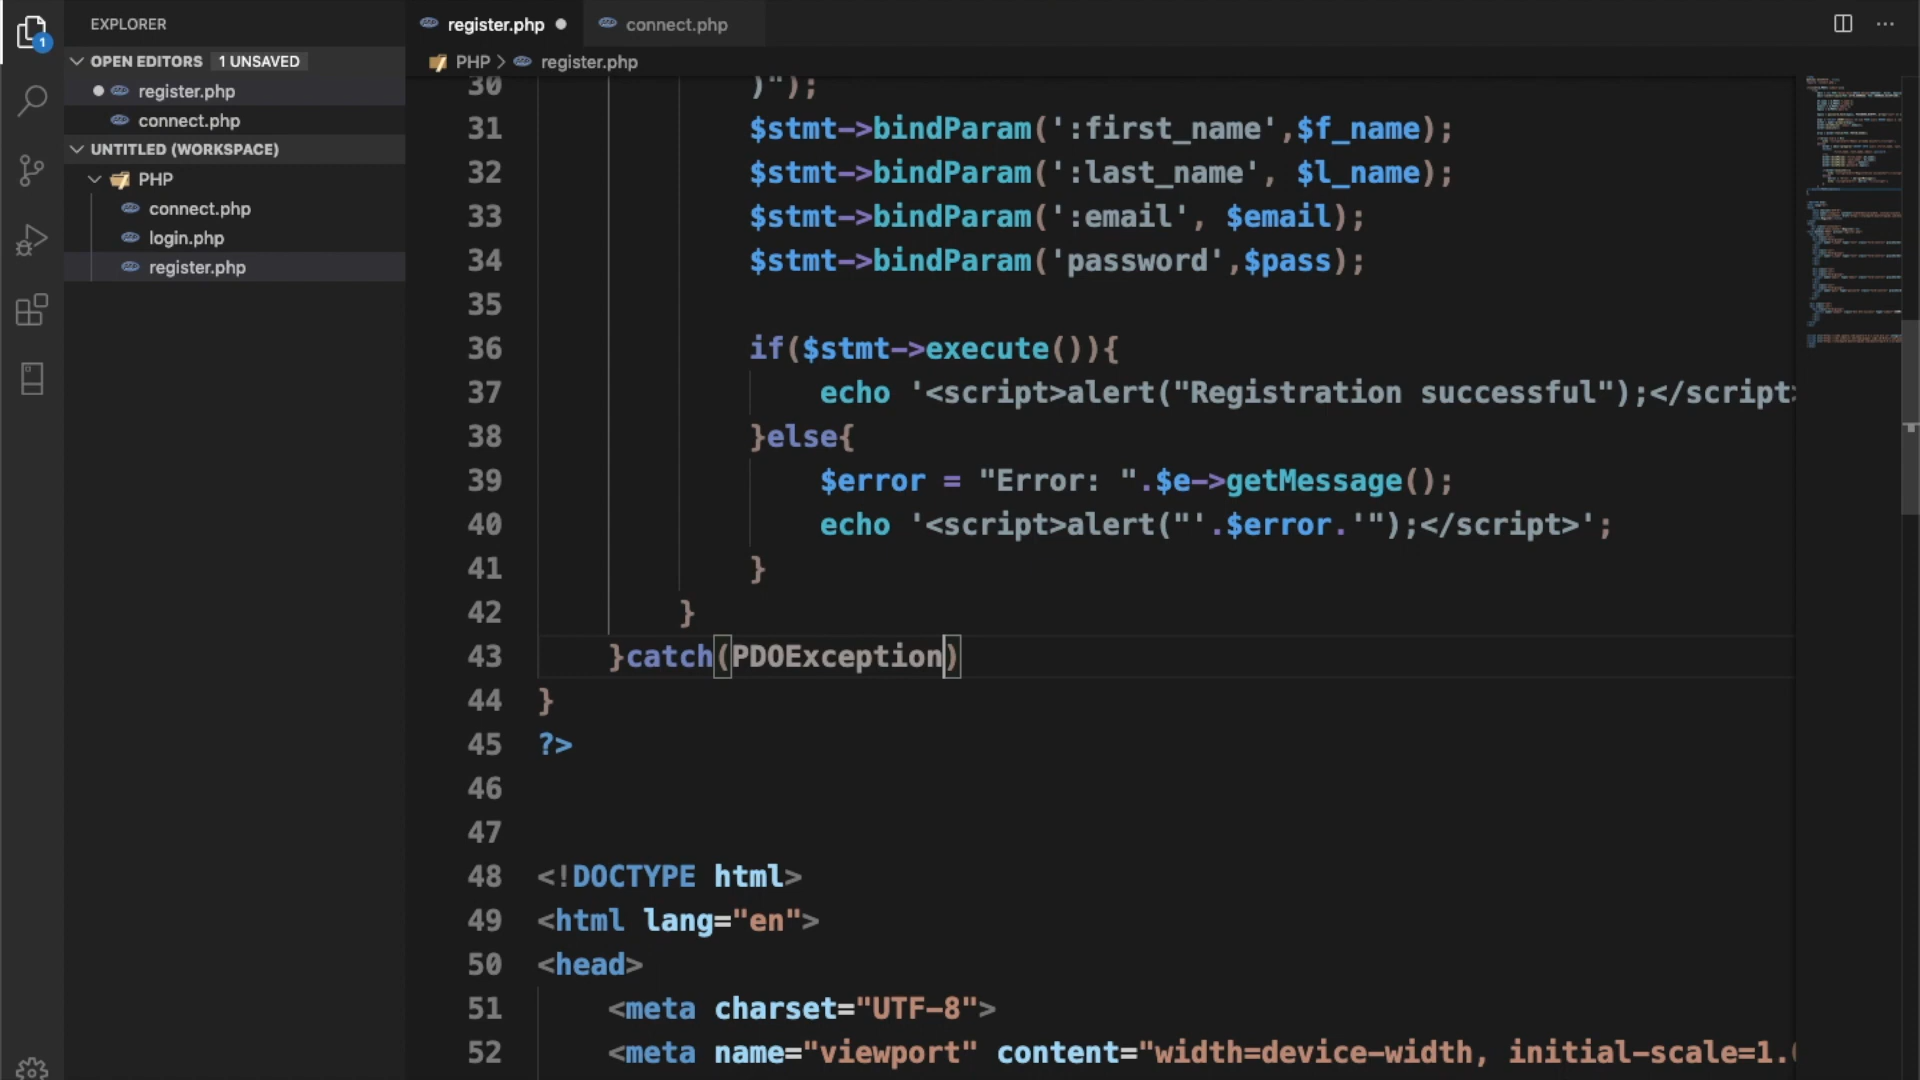 EXPLORER
OPEN EDITORS 1 UNSAVED
register.php
connect.php
UNTITLED (WORKSPACE)
PHP
connect.php
login.php
register.php
1
register.php
connect.php
PHP > register.php
30 )");
31 $stmt->bindParam(':first_name',$f_name);
32 $stmt->bindParam(':last_name', $l_name);
33 $stmt->bindParam(':email', $email);
34 $stmt->bindParam('password',$pass);
35
36 if($stmt->execute()){
37 echo '<script>alert("Registration successful");</script>
38 }else{
39 $error = "Error: ".$e->getMessage();
40 echo '<script>alert("'.$error.'");</script>';
41 }
42 }
43 }catch(PDOException)
44 }
45 ?>
46
47
48 <!DOCTYPE html>
49 <html lang="en">
50 <head>
51 <meta charset="UTF-8">
52 <meta name="viewport" content="width=device-width, initial-scale=1.